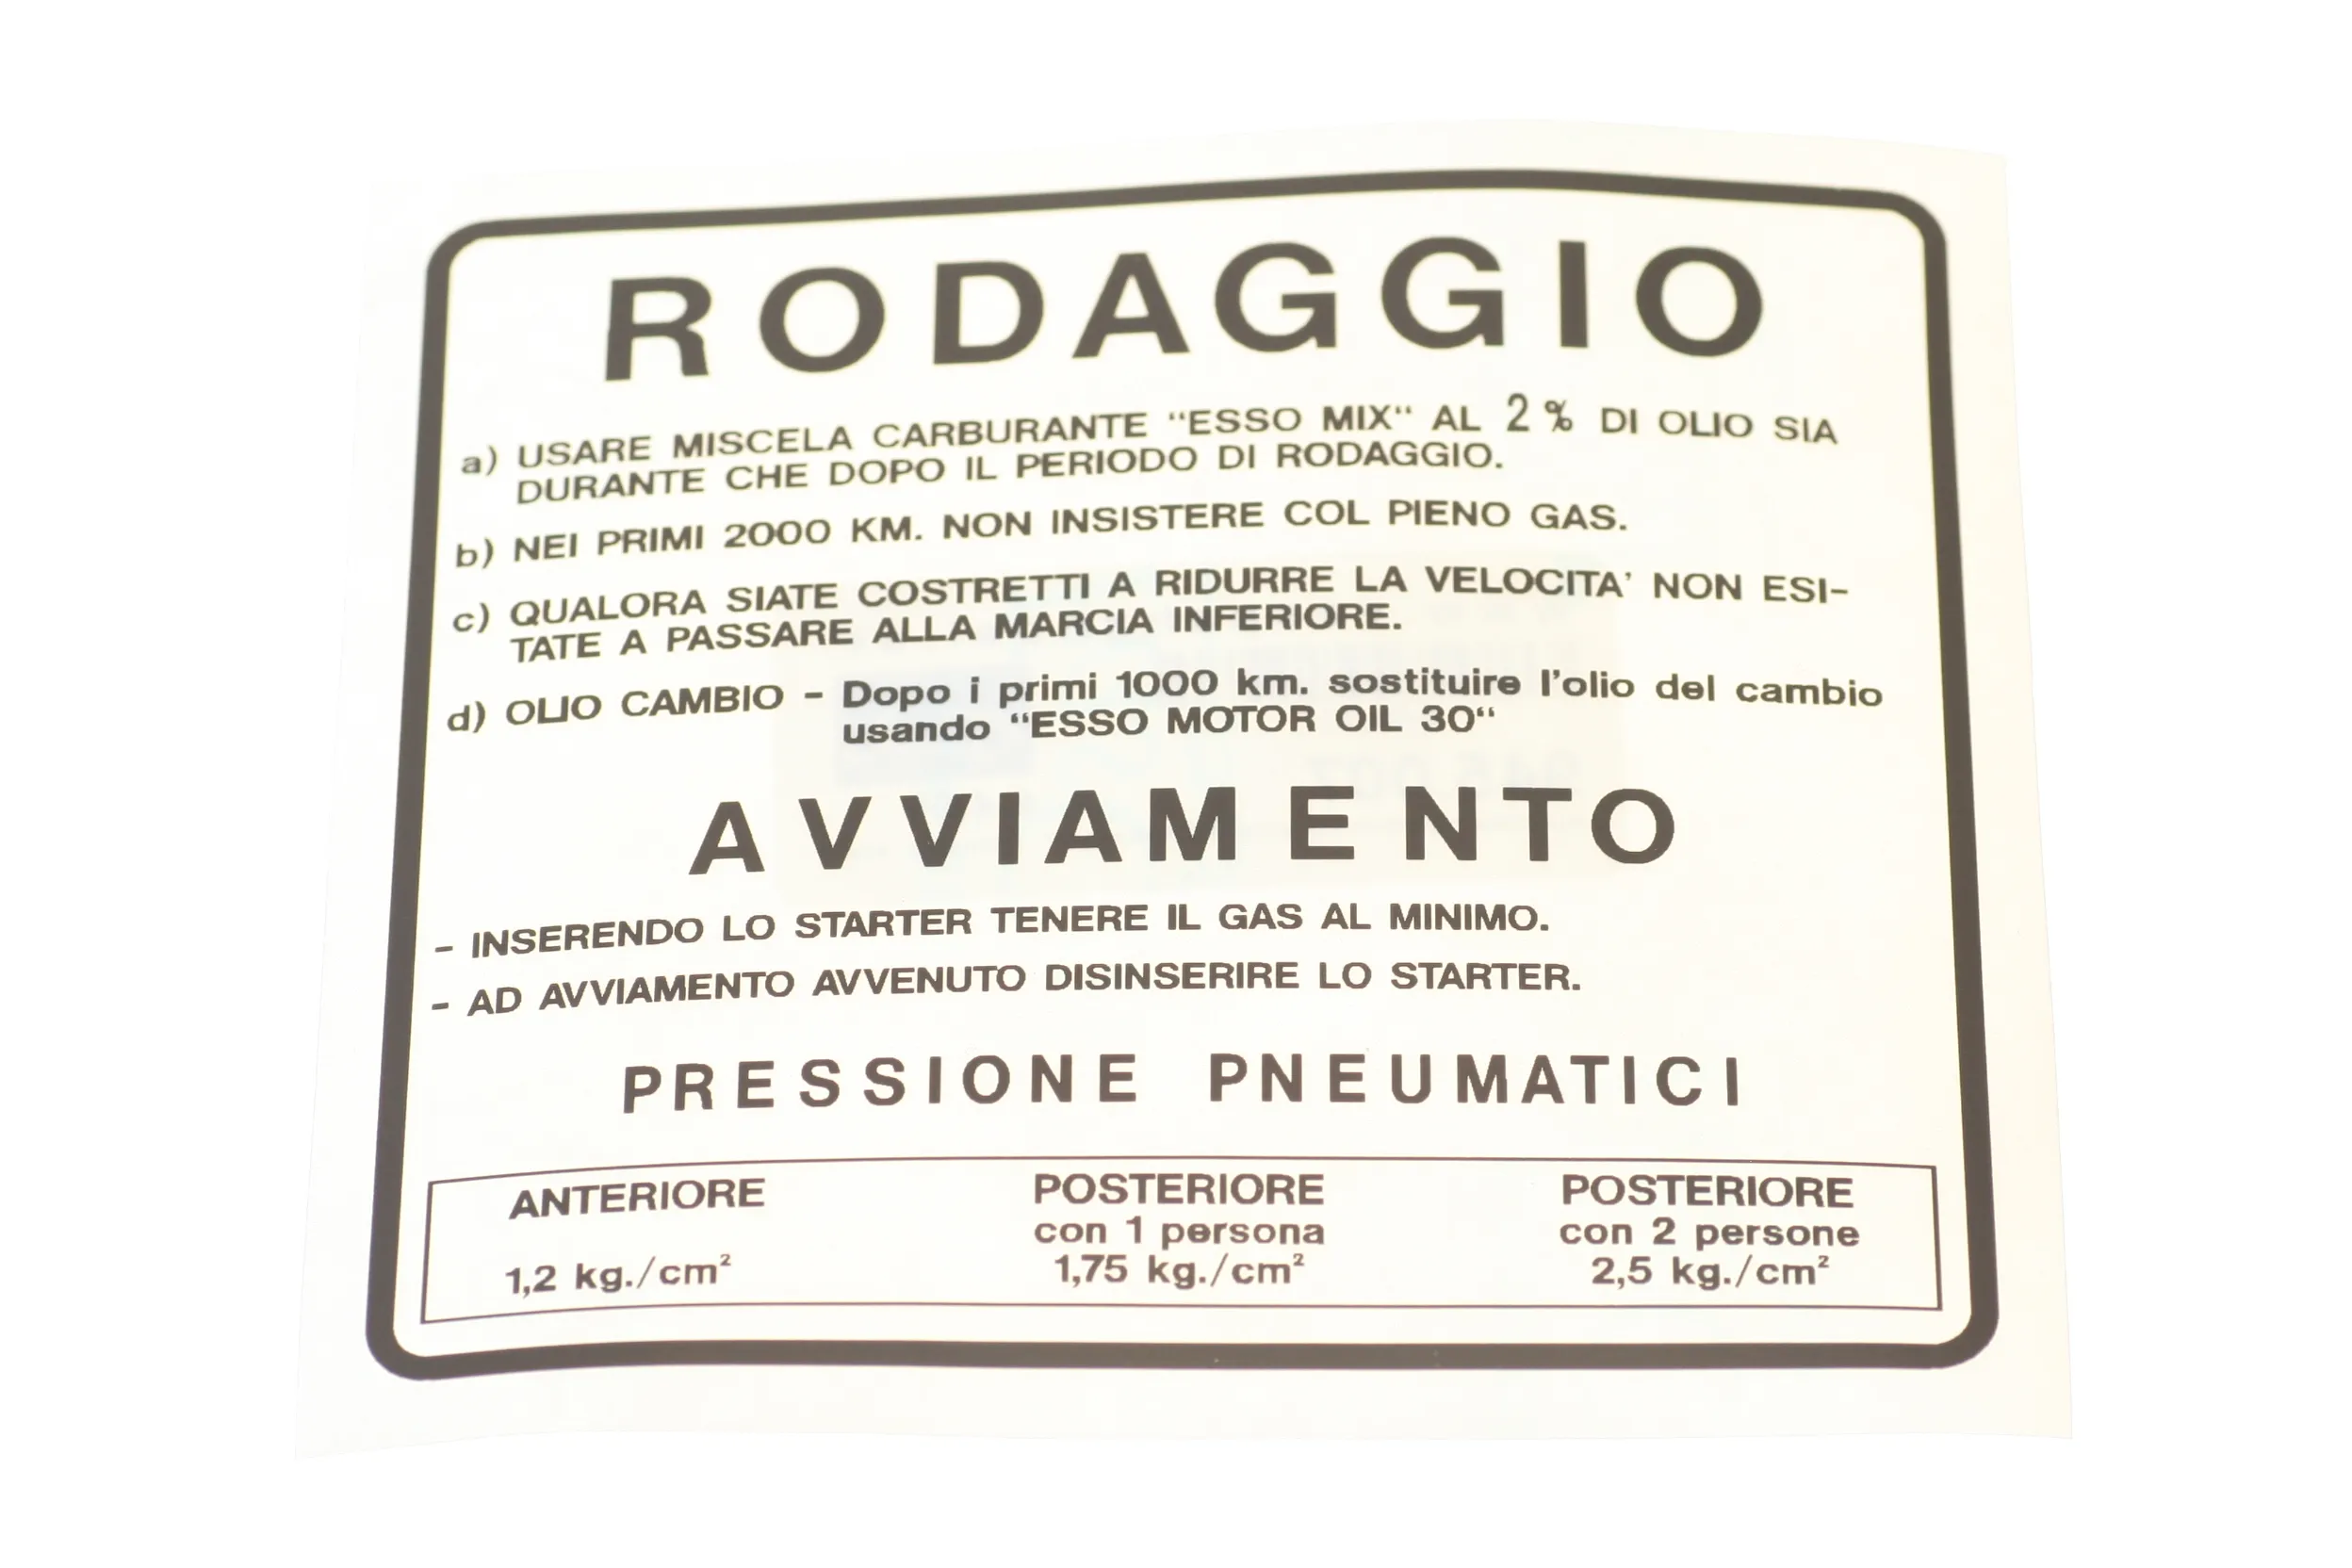 RODAGGIO
a) USARE MISCELA CARBURANTE "ESSO MIX" AL 2 % DI OLIO SIA
DURANTE CHE DOPO IL PERIODO DI RODAGGIO.
b) NEI PRIMI 2000 KM. NON INSISTERE COL PIENO GAS.
c) QUALORA SIATE COSTRETTI A RIDURRE LA VELOCITA' NON ESI-
TATE A PASSARE ALLA MARCIA INFERIORE.
d) OLIO CAMBIO - Dopo i primi 1000 km. sostituire l'olio del cambio
usando "ESSO MOTOR OIL 30"
AVVIAMENTO
- INSERENDO LO STARTER TENERE IL GAS AL MINIMO.
- AD AVVIAMENTO AVVENUTO DISINSERIRE LO STARTER.
PRESSIONE PNEUMATICI
ANTERIORE
1,2 kg./cm²
POSTERIORE
con 1 persona
1,75 kg./cm²
POSTERIORE
con 2 persone
2,5 kg./cm²